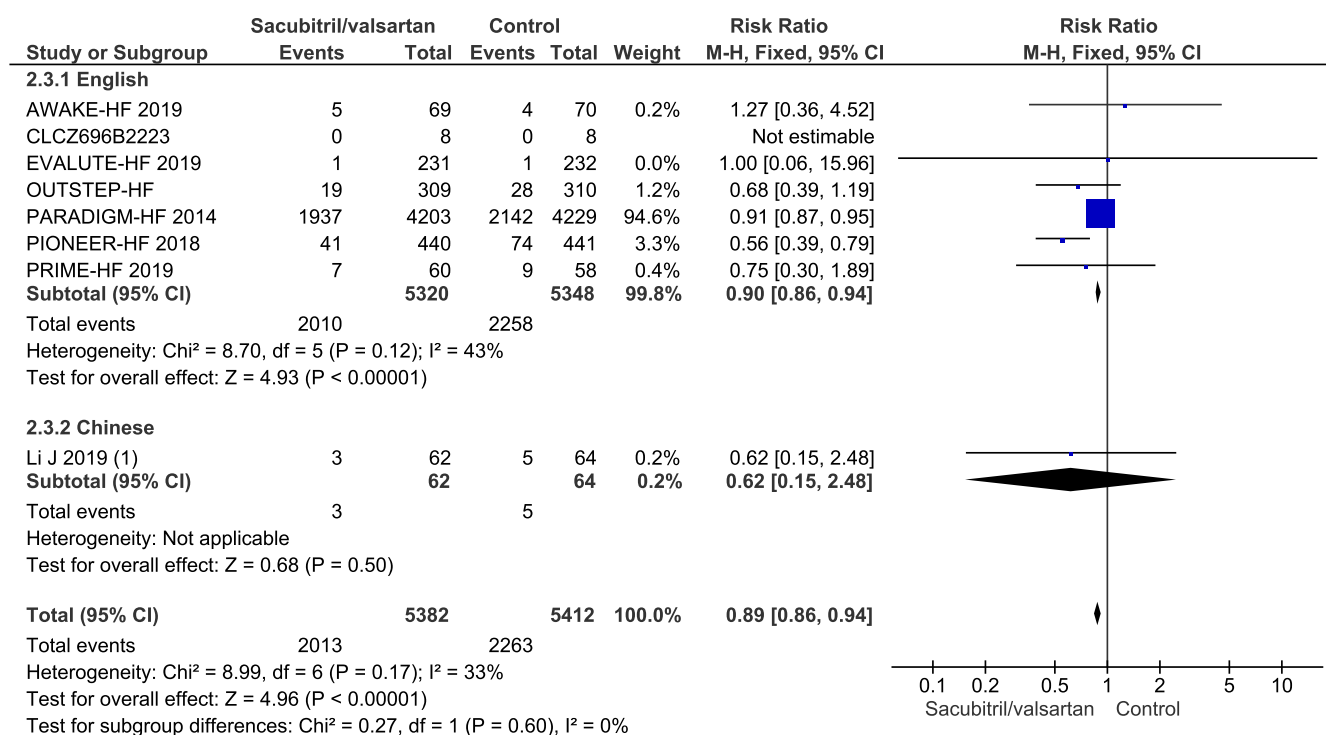 Sacubitril/valsartan Control Risk Ratio Risk Ratio
Study or Subgroup Events Total Events Total Weight M-H, Fixed, 95% CI M-H, Fixed, 95% CI
2.3.1 English
AWAKE-HF 2019 5 69 4 70 0.2% 1.27 [0.36, 4.52]
CLCZ696B2223 0 8 0 8 Not estimable
EVALUTE-HF 2019 1 231 1 232 0.0% 1.00 [0.06, 15.96]
OUTSTEP-HF 19 309 28 310 1.2% 0.68 [0.39, 1.19]
PARADIGM-HF 2014 1937 4203 2142 4229 94.6% 0.91 [0.87, 0.95]
PIONEER-HF 2018 41 440 74 441 3.3% 0.56 [0.39, 0.79]
PRIME-HF 2019 7 60 9 58 0.4% 0.75 [0.30, 1.89]
Subtotal (95% CI) 5320 5348 99.8% 0.90 [0.86, 0.94]
Total events 2010 2258
Heterogeneity: Chi² = 8.70, df = 5 (P = 0.12); I² = 43%
Test for overall effect: Z = 4.93 (P < 0.00001)
2.3.2 Chinese
Li J 2019 (1) 3 62 5 64 0.2% 0.62 [0.15, 2.48]
Subtotal (95% CI) 62 64 0.2% 0.62 [0.15, 2.48]
Total events 3 5
Heterogeneity: Not applicable
Test for overall effect: Z = 0.68 (P = 0.50)
Total (95% CI) 5382 5412 100.0% 0.89 [0.86, 0.94]
Total events 2013 2263
Heterogeneity: Chi² = 8.99, df = 6 (P = 0.17); I² = 33%
Test for overall effect: Z = 4.96 (P < 0.00001)
Test for subgroup differences: Chi² = 0.27, df = 1 (P = 0.60), I² = 0%
0.1 0.2 0.5 1 2 5 10
Sacubitril/valsartan Control